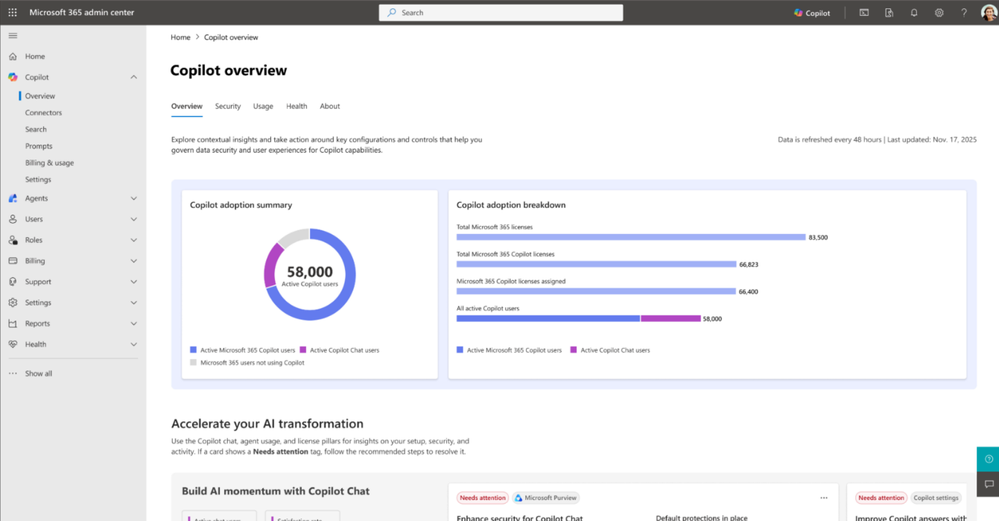 Microsoft 365 admin center
Search
Copilot
?
Home > Copilot overview
Home
Copilot
Overview
Connectors
Search
Prompts
Billing & usage
Settings
Agents
Users
Roles
Billing
Support
Settings
Reports
Health
Show all
Copilot overview
Overview Security Usage Health About
Explore contextual insights and take action around key configurations and controls that help you
govern data security and user experiences for Copilot capabilities.
Data is refreshed every 48 hours | Last updated: Nov. 17, 2025
Copilot adoption summary
58,000
Active Copilot users
Active Microsoft 365 Copilot users Active Copilot Chat users
Microsoft 365 users not using Copilot
Copilot adoption breakdown
Total Microsoft 365 licenses
83,500
Total Microsoft 365 Copilot licenses
66,823
Microsoft 365 Copilot licenses assigned
66,400
All active Copilot users
58,000
Active Microsoft 365 Copilot users Active Copilot Chat users
Accelerate your AI transformation
Use the Copilot chat, agent usage, and license pillars for insights on your setup, security, and
activity. If a card shows a Needs attention tag, follow the recommended steps to resolve it.
Build AI momentum with Copilot Chat
Active chat users Satisfaction rate
Needs attention Microsoft Purview
Enhance security for Copilot Chat
Default protections in place
Needs attention Copilot settings
Improve Copilot answers with